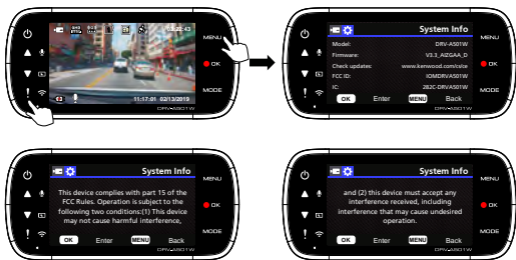 MENU
OK
MODE
11:17:01 02/13/2019
DRV-A501W
System Info
Model: DRV-A501W
Firmware: V3.3_AIZGAA_D
Check updates: www.kenwood.com/cs/ce
FCC ID: IOMDRVA501W
IC: 282C-DRVA501W
OK Enter MENU Back
MENU
OK
MODE
DRV-A501W
System Info
This device complies with part 15 of the
FCC Rules. Operation is subject to the
following two conditions:(1) This device
may not cause harmful interference,
OK Enter MENU Back
MENU
OK
MODE
DRV-A501W
System Info
and (2) this device must accept any
interference received, including
interference that may cause undesired
operation.
OK Enter MENU Back
MENU
OK
MODE
DRV-A501W